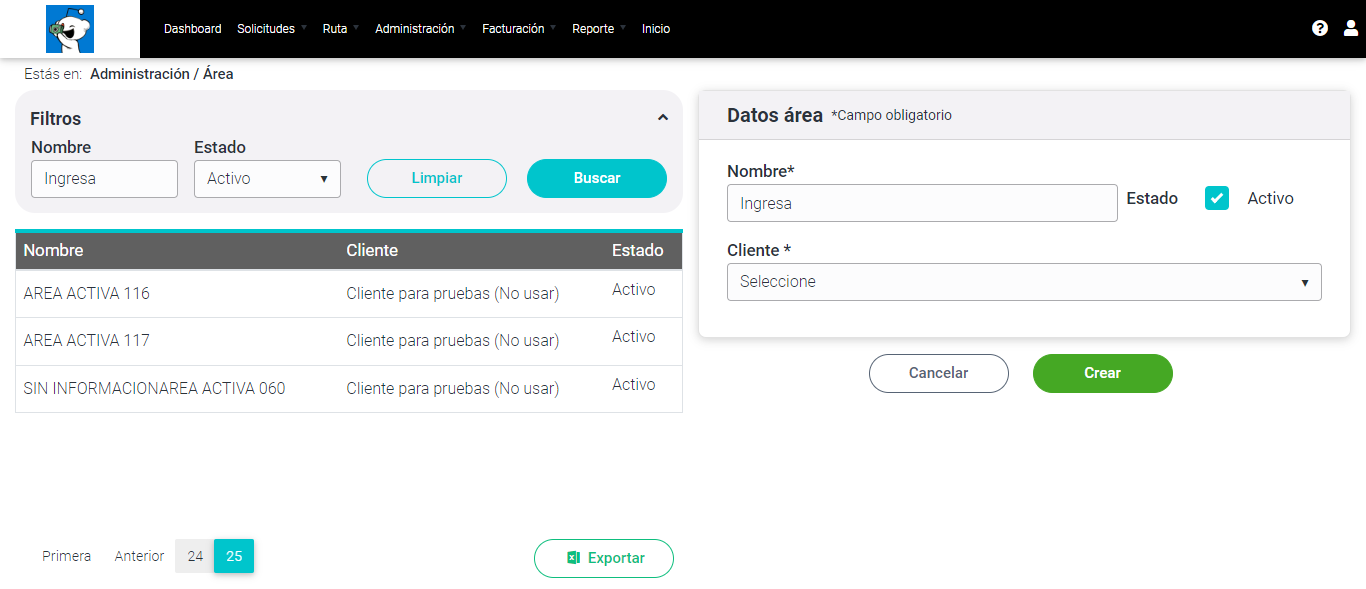 Dashboard Solicitudes Ruta Administración Facturación Reporte Inicio
Estás en: Administración / Área
Filtros
Nombre Estado
Ingresa Activo Limpiar Buscar
Nombre Cliente Estado
AREA ACTIVA 116 Cliente para pruebas (No usar) Activo
AREA ACTIVA 117 Cliente para pruebas (No usar) Activo
SIN INFORMACIONAREA ACTIVA 060 Cliente para pruebas (No usar) Activo
Primera Anterior 24 25 Exportar
Datos área *Campo obligatorio
Nombre*
Ingresa Estado Activo
Cliente *
Seleccione
Cancelar Crear